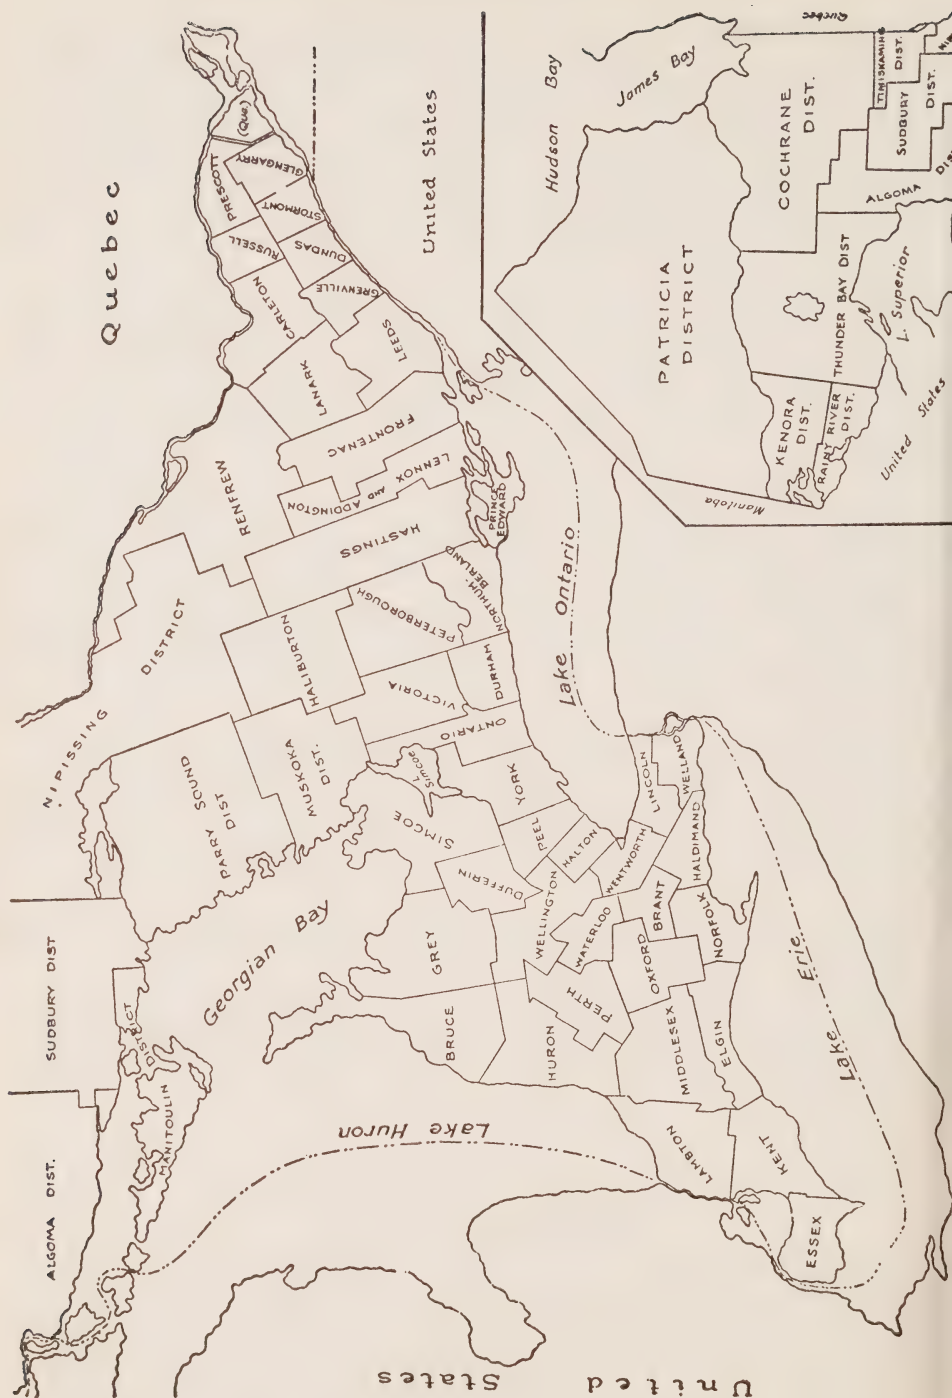 Quebec
United States
(Que)
PRESCOTT
GLENGARRY
RUSSELL
STORMONT
DUNDAS
CARLETON
GRENVILLE
LEEDS
LANARK
RENFREW
FRONTENAC
LENNOX
AND
ADDINGTON
HASTINGS
PRINCE
EDWARD
NIPISSING
DISTRICT
HALIBURTON
PETERBOROUGH
NORTHUM-
BERLAND
VICTORIA
DURHAM
ONTARIO
PARRY SOUND
DIST
MUSKOKA
DIST.
L.
SIMCOE
YORK
SIMCOE
PEEL
HALTON
DUFFERIN
WELLINGTON
WENTWORTH
LINCOLN
WELLAND
HALDIMAND
WATERLOO
BRANT
NORFOLK
GREY
BRUCE
HURON
PERTH
OXFORD
MIDDLESEX
ELGIN
LAMBTON
KENT
ESSEX
SUDBURY DIST
ALGOMA DIST.
MANITOULIN
DISTRICT
Georgian Bay
Lake Huron
Lake Ontario
Lake Erie
United
States
Hudson Bay
James Bay
Quebec
PATRICIA
DISTRICT
COCHRANE
DIST.
TIMISKAMING
DIST.
SUDBURY
DIST.
ALGOMA
KENORA
DIST.
RAINY RIVER
DIST.
THUNDER BAY DIST
L. Superior
United States
Manitoba